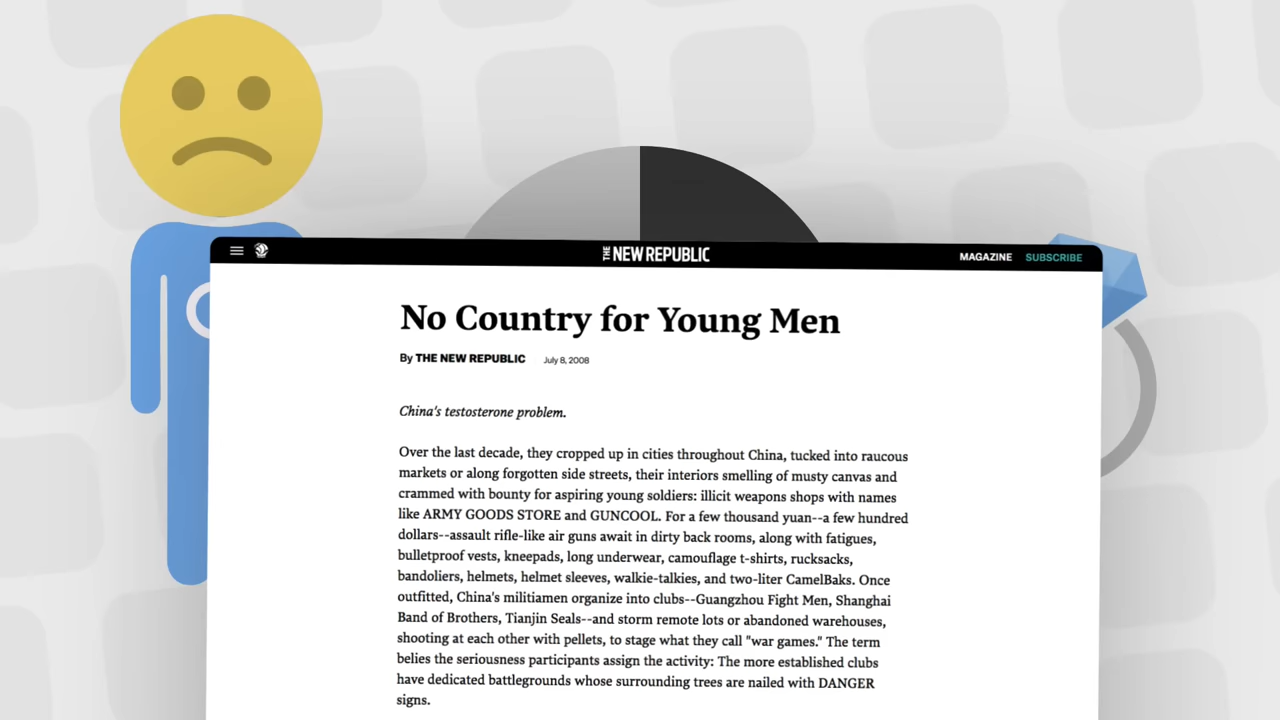 THE NEW REPUBLIC
MAGAZINE
SUBSCRIBE
No Country for Young Men
By THE NEW REPUBLIC July 8, 2008
China's testosterone problem.
Over the last decade, they cropped up in cities throughout China, tucked into raucous
markets or along forgotten side streets, their interiors smelling of musty canvas and
crammed with bounty for aspiring young soldiers: illicit weapons shops with names
like ARMY GOODS STORE and GUNCOOL. For a few thousand yuan--a few hundred
dollars--assault rifle-like air guns await in dirty back rooms, along with fatigues,
bulletproof vests, kneepads, long underwear, camouflage t-shirts, rucksacks,
bandoliers, helmets, helmet sleeves, walkie-talkies, and two-liter CamelBaks. Once
outfitted, China's militiamen organize into clubs--Guangzhou Fight Men, Shanghai
Band of Brothers, Tianjin Seals--and storm remote lots or abandoned warehouses,
shooting at each other with pellets, to stage what they call "war games." The term
belies the seriousness participants assign the activity: The more established clubs
have dedicated battlegrounds whose surrounding trees are nailed with DANGER
signs.